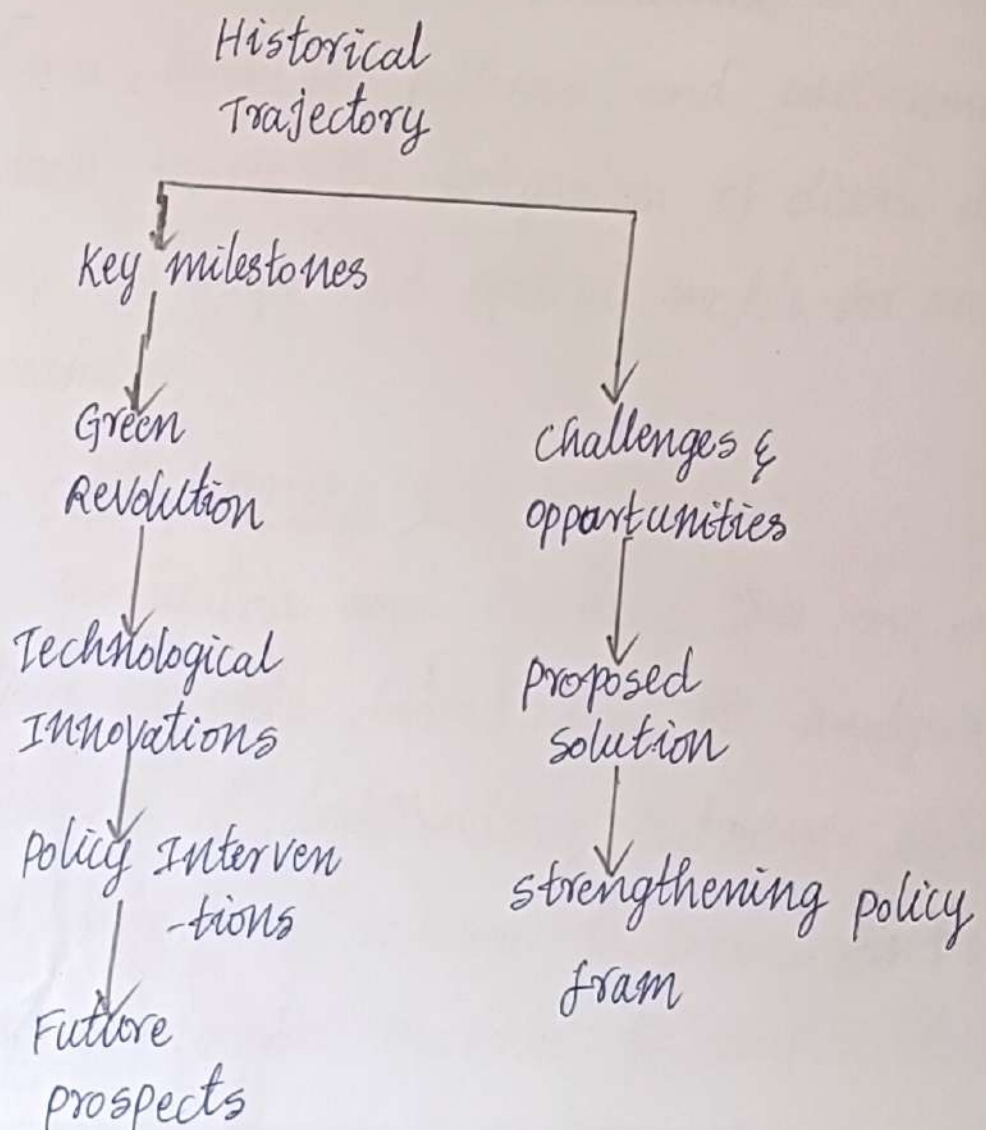 Historical
Trajectory
Key milestones
Green
Revolution
Technological
Innovations
Policy Interven
-tions
Future
prospects
Challenges &
opportunities
proposed
solution
strengthening policy
fram